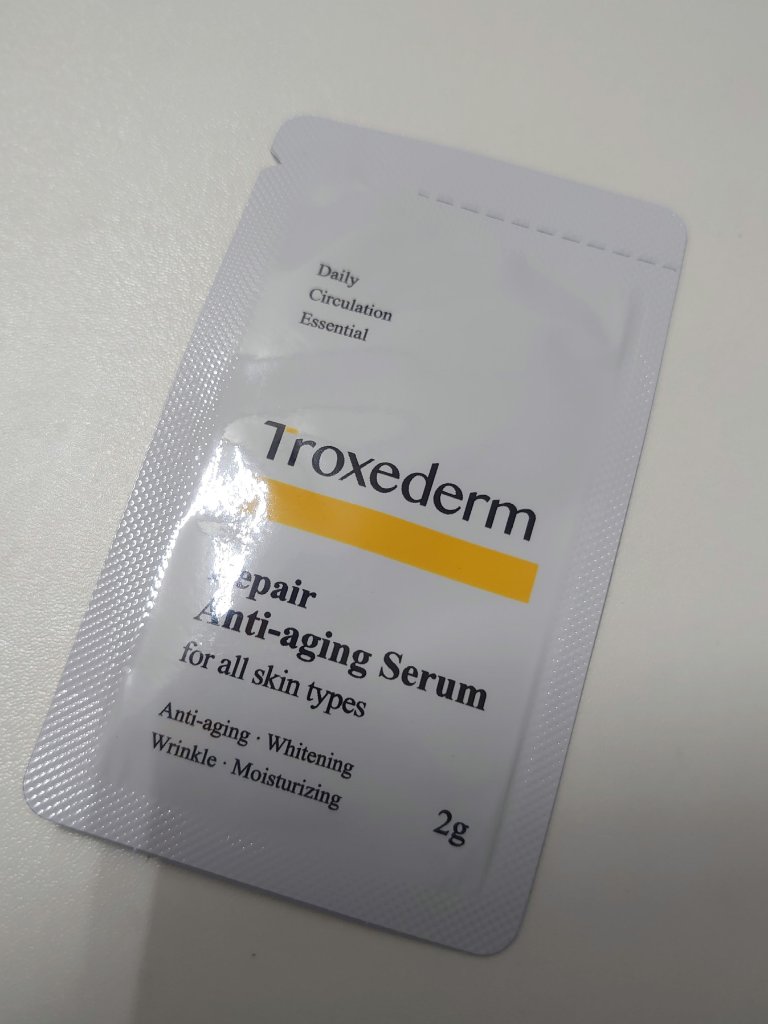 Daily
Circulation
Essential
Troxederm
Repair
Anti-aging Serum
for all skin types
Anti-aging · Whitening
Wrinkle · Moisturizing
2g